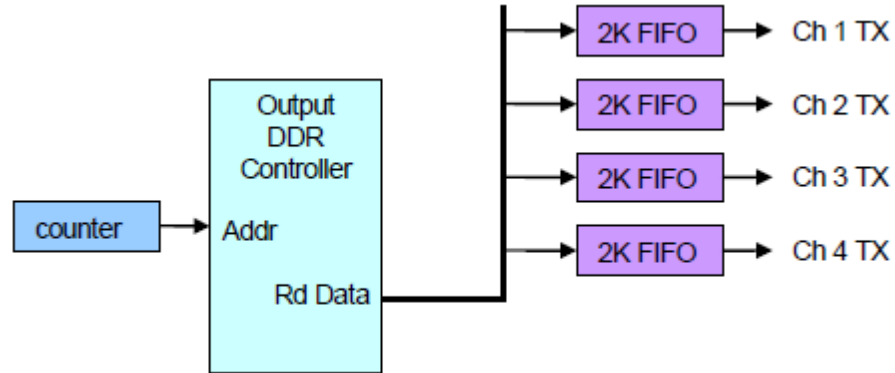 counter
Output
DDR
Controller
Addr
Rd Data
2K FIFO
Ch 1 TX
2K FIFO
Ch 2 TX
2K FIFO
Ch 3 TX
2K FIFO
Ch 4 TX